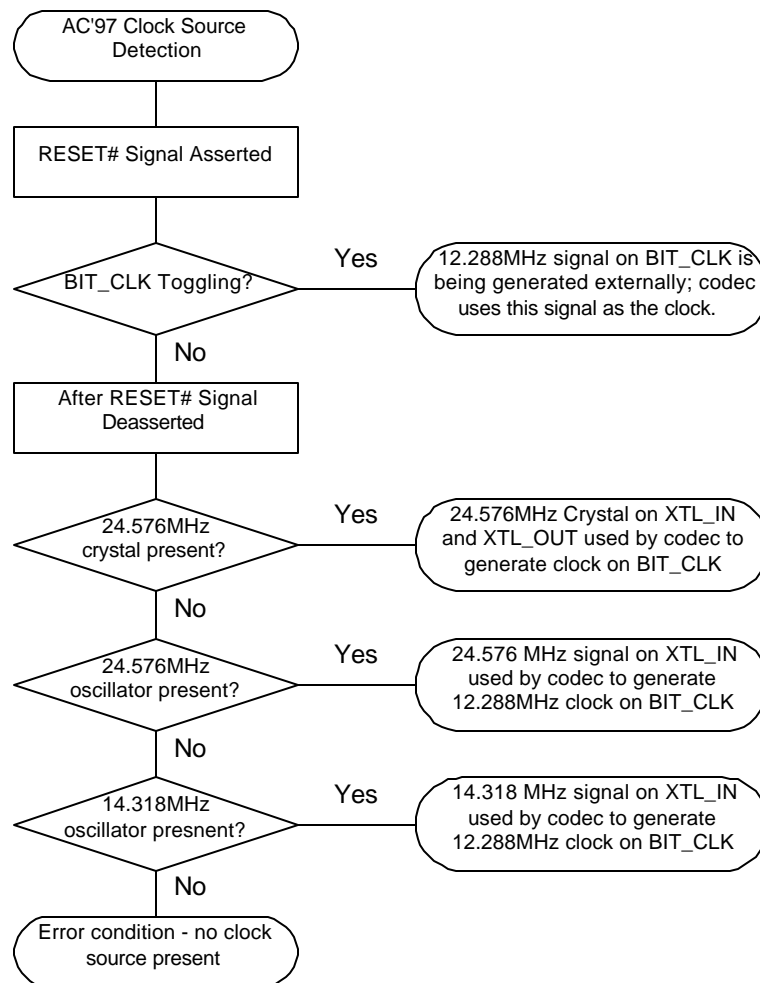 AC'97 Clock Source
Detection
RESET# Signal Asserted
BIT_CLK Toggling?
Yes
12.288MHz signal on BIT_CLK is
being generated externally; codec
uses this signal as the clock.
No
After RESET# Signal
Deasserted
24.576MHz
crystal present?
Yes
24.576MHz Crystal on XTL_IN
and XTL_OUT used by codec to
generate clock on BIT_CLK
No
24.576MHz
oscillator present?
Yes
24.576 MHz signal on XTL_IN
used by codec to generate
12.288MHz clock on BIT_CLK
No
14.318MHz
oscillator presnent?
Yes
14.318 MHz signal on XTL_IN
used by codec to generate
12.288MHz clock on BIT_CLK
No
Error condition - no clock
source present